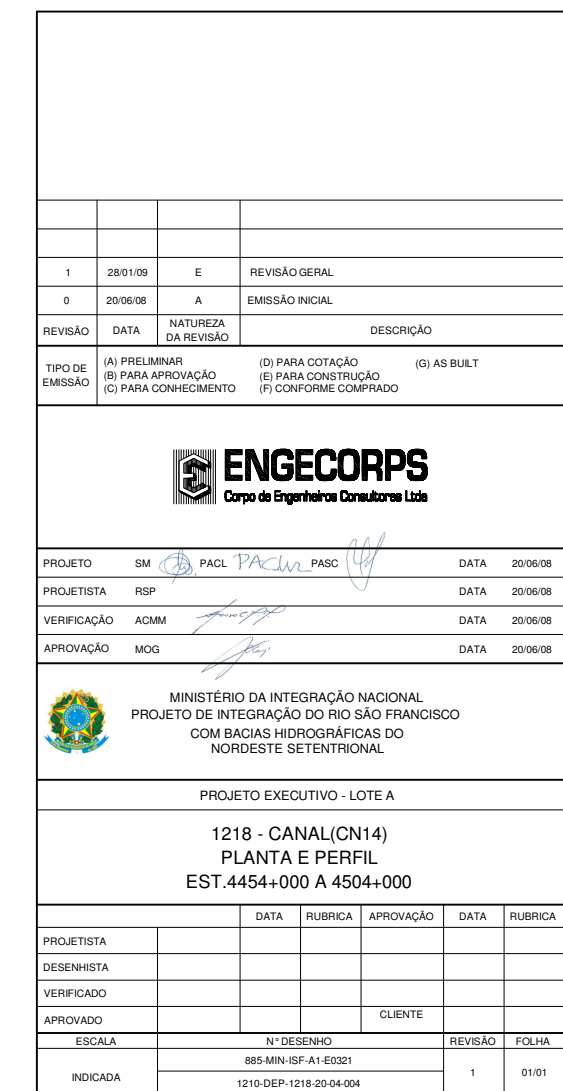 1 28/01/09 E REVISÃO GERAL
0 20/06/08 A EMISSÃO INICIAL
REVISÃO DATA NATUREZA DA REVISÃO DESCRIÇÃO
TIPO DE EMISSÃO
(A) PRELIMINAR (D) PARA COTAÇÃO (G) AS BUILT
(B) PARA APROVAÇÃO (E) PARA CONSTRUÇÃO
(C) PARA CONHECIMENTO (F) CONFORME COMPRADO
ENGECORPS
Corpo de Engenheiros Consultores Ltda
PROJETO SM PACL PASC DATA 20/06/08
PROJETISTA RSP DATA 20/06/08
VERIFICAÇÃO ACMM DATA 20/06/08
APROVAÇÃO MOG DATA 20/06/08
MINISTÉRIO DA INTEGRAÇÃO NACIONAL
PROJETO DE INTEGRAÇÃO DO RIO SÃO FRANCISCO
COM BACIAS HIDROGRÁFICAS DO
NORDESTE SETENTRIONAL
PROJETO EXECUTIVO - LOTE A
1218 - CANAL(CN14)
PLANTA E PERFIL
EST.4454+000 A 4504+000
DATA RUBRICA APROVAÇÃO DATA RUBRICA
PROJETISTA
DESENHISTA
VERIFICADO
APROVADO CLIENTE
ESCALA N° DESENHO REVISÃO FOLHA
885-MIN-ISF-A1-E0321
INDICADA 1 01/01
1210-DEP-1218-20-04-004